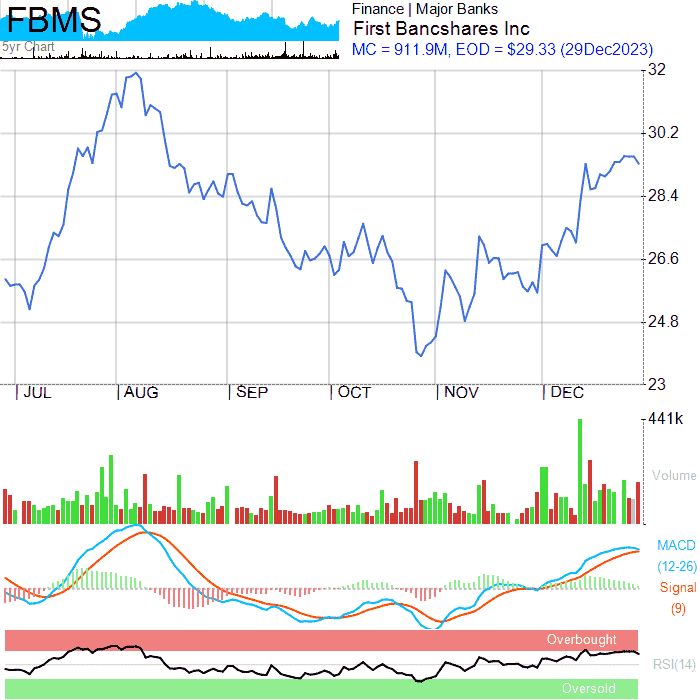 FBMS
5yr Chart
Finance | Major Banks
First Bancshares Inc
MC = 911.9M, EOD = $29.33 (29Dec2023)
32
30.2
28.4
26.6
24.8
23
JUL AUG SEP OCT NOV DEC
441k
Volume
MACD
(12-26)
Signal
(9)
Overbought
RSI(14)
Oversold